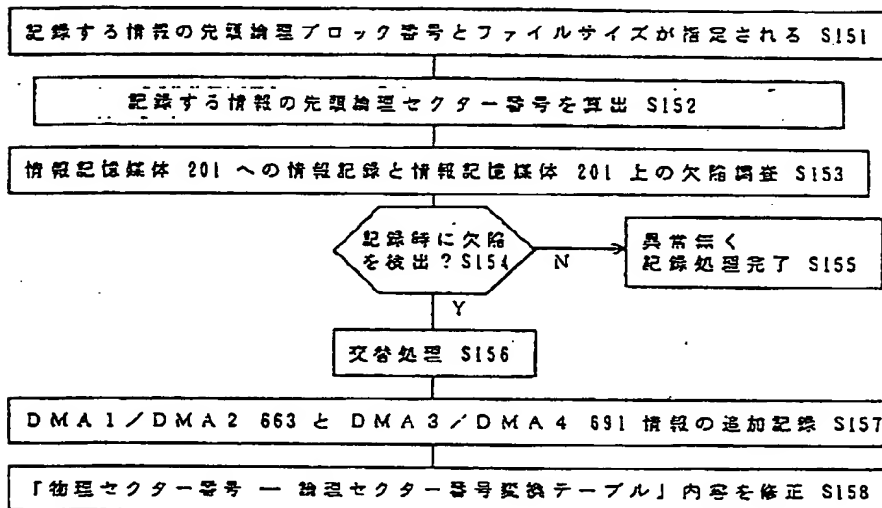 記録する情報の先頭論理ブロック番号とファイルサイズが指定される S151
記録する情報の先頭論理セクター番号を算出 S152
情報記憶媒体 201 への情報記録と情報記憶媒体 201 上の欠陥調査 S153
記録時に欠陥
を検出？S154
N
異常無く
記録処理完了 S155
Y
交替処理 S156
DMA1／DMA2 663 と DMA3／DMA4 691 情報の追加記録 S157
「物理セクター番号 ― 論理セクター番号変換テーブル」内容を修正 S158